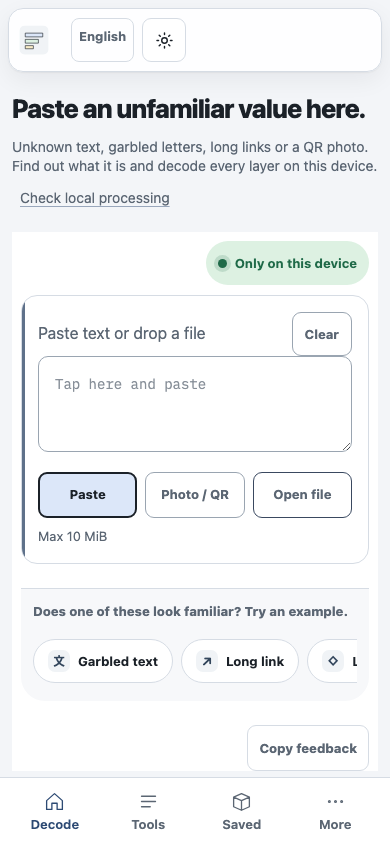 English
Paste an unfamiliar value here.
Unknown text, garbled letters, long links or a QR photo.
Find out what it is and decode every layer on this device.
Check local processing
Only on this device
Paste text or drop a file
Clear
Tap here and paste
Paste
Photo / QR
Open file
Max 10 MiB
Does one of these look familiar? Try an example.
Garbled text
Long link
Copy feedback
Decode
Tools
Saved
More